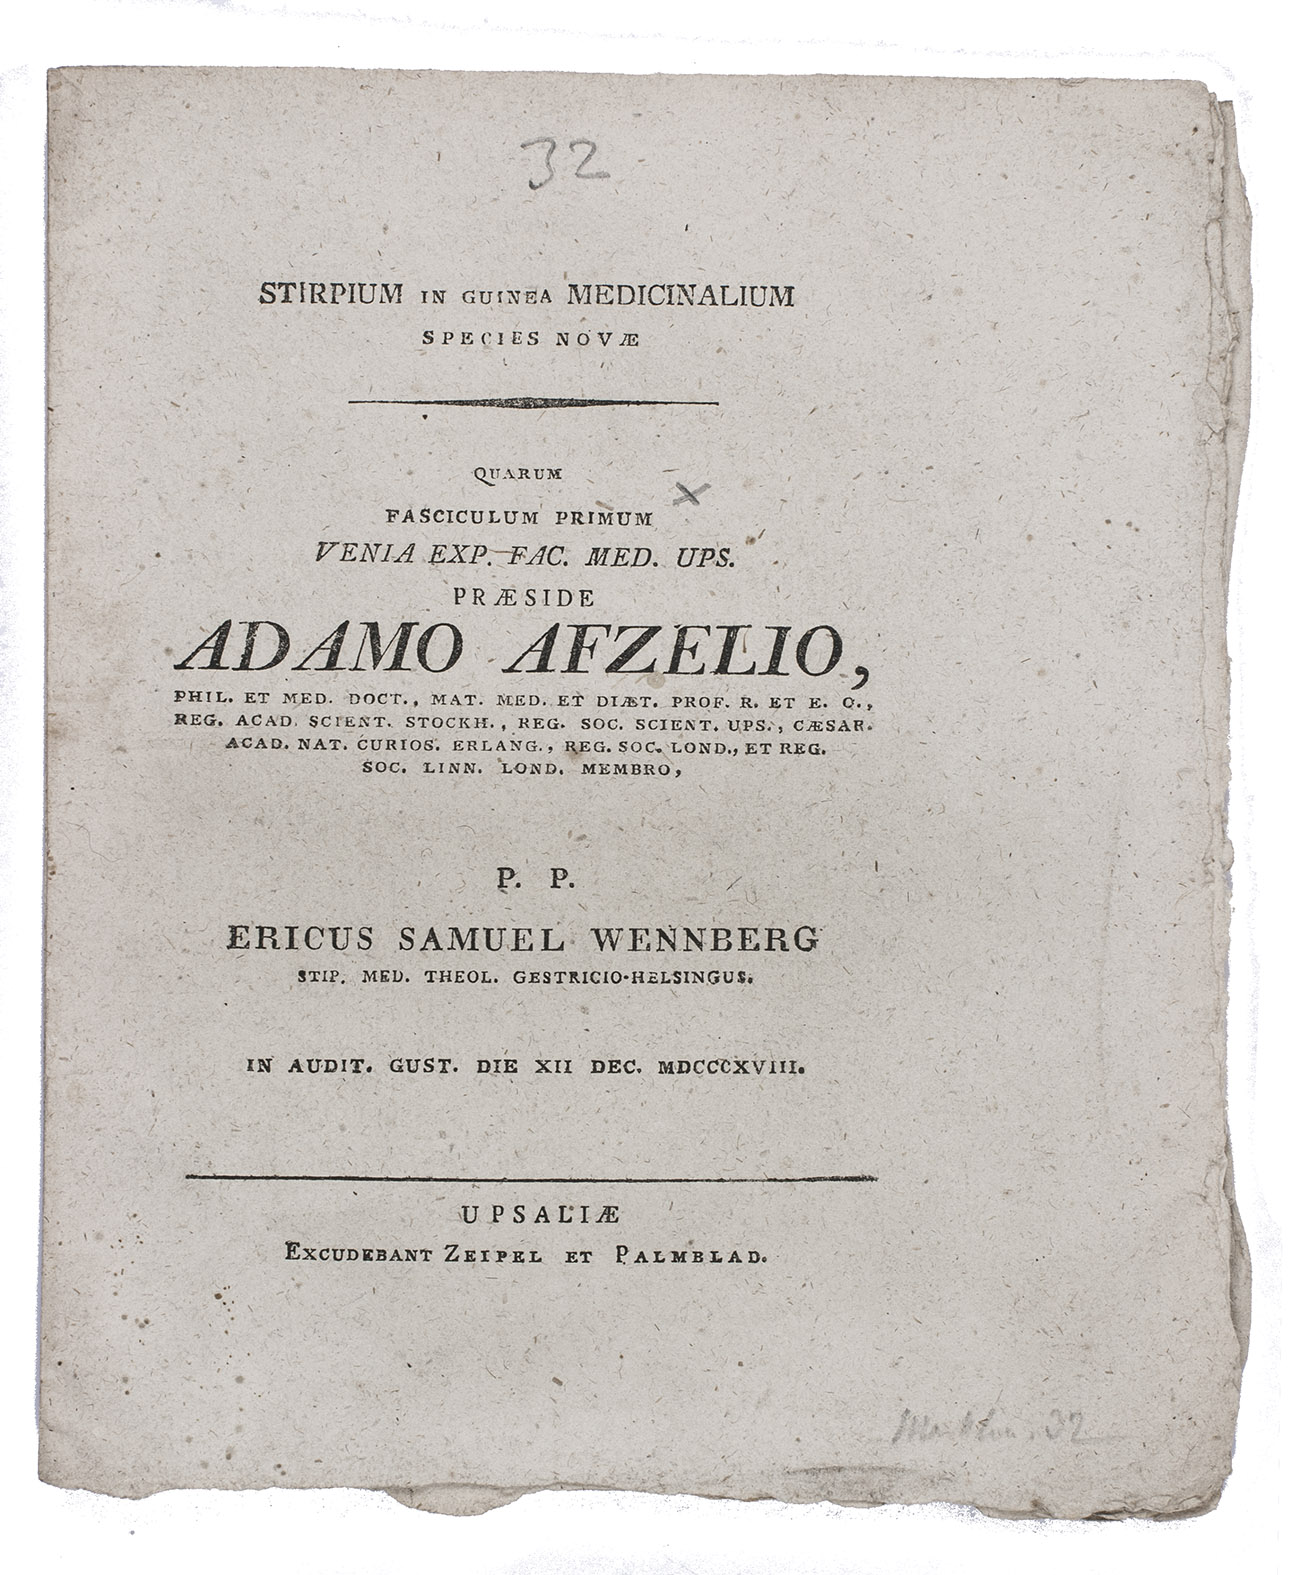 32
STIRPIUM IN GUINEA MEDICINALIUM
SPECIES NOVÆ
QUARUM
FASCICULUM PRIMUM
VENIA EXP. FAC. MED. UPS.
PRÆSIDE
ADAMO AFZELIO,
PHIL. ET MED. DOCT., MAT. MED. ET DIÆT. PROF. R. ET E. O.,
REG. ACAD. SCIENT. STOCKH., REG. SOC. SCIENT. UPS., CÆSAR.
ACAD. NAT. CURIOS. ERLANG., REG. SOC. LOND., ET REG.
SOC. LINN. LOND. MEMBRO,
P. P.
ERICUS SAMUEL WENNBERG
STIP. MED. THEOL. GESTRICIO-HELSINGUS.
IN AUDIT. GUST. DIE XII DEC. MDCCCXVIII.
UPSALIÆ
EXCUDEBANT ZEIPEL ET PALMBLAD.
32